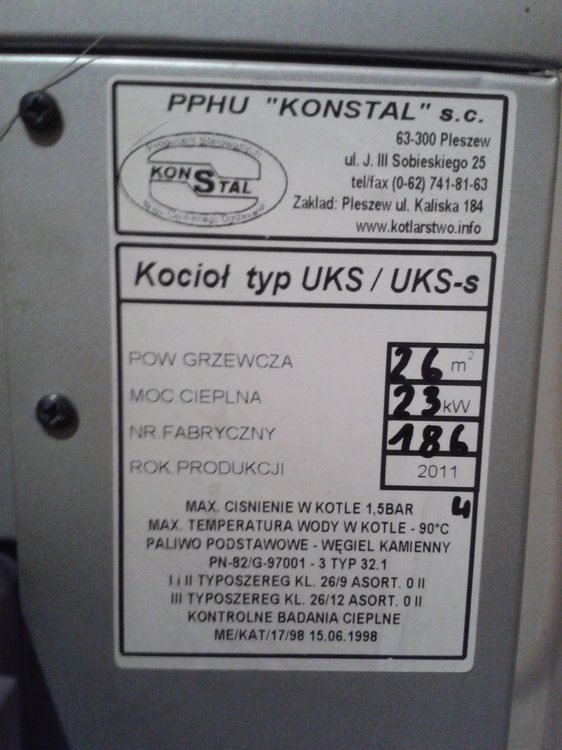 PPHU "KONSTAL" s.c.
63-300 Pleszew
ul. J. III Sobieskiego 25
tel/fax (0-62) 741-81-63
Zakład: Pleszew ul. Kaliska 184
www.kotlarstwo.info
KON STAL
Kocioł typ UKS / UKS-s
POW GRZEWCZA 26 m²
MOC CIEPLNA 23 kW
NR FABRYCZNY 186
ROK PRODUKCJI 2011
4
MAX. CISNIENIE W KOTLE 1,5BAR
MAX. TEMPERATURA WODY W KOTLE - 90°C
PALIWO PODSTAWOWE - WĘGIEL KAMIENNY
PN-82/G-97001 - 3 TYP 32.1
I i II TYPOSZEREG KL. 26/9 ASORT. 0 II
III TYPOSZEREG KL. 26/12 ASORT. 0 II
KONTROLNE BADANIA CIEPLNE
ME/KAT/17/98 15.06.1998